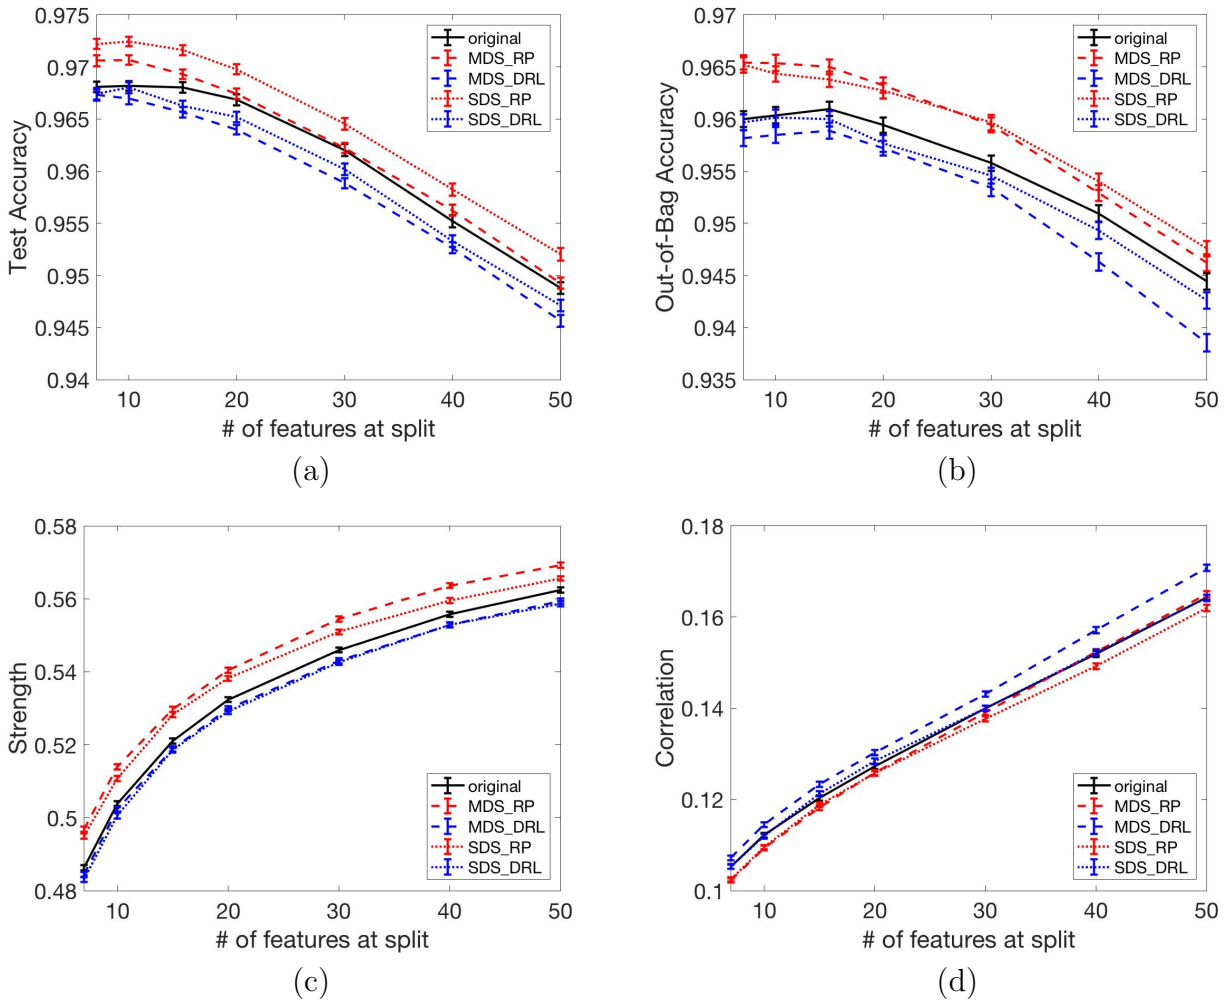 0.975
0.97
0.965
0.96
0.955
0.95
0.945
0.94
Test Accuracy
10 20 30 40 50
# of features at split
original
MDS_RP
MDS_DRL
SDS_RP
SDS_DRL
(a)
0.97
0.965
0.96
0.955
0.95
0.945
0.94
0.935
Out-of-Bag Accuracy
10 20 30 40 50
# of features at split
original
MDS_RP
MDS_DRL
SDS_RP
SDS_DRL
(b)
0.58
0.56
0.54
0.52
0.5
0.48
Strength
10 20 30 40 50
# of features at split
original
MDS_RP
MDS_DRL
SDS_RP
SDS_DRL
(c)
0.18
0.16
0.14
0.12
0.1
Correlation
10 20 30 40 50
# of features at split
original
MDS_RP
MDS_DRL
SDS_RP
SDS_DRL
(d)